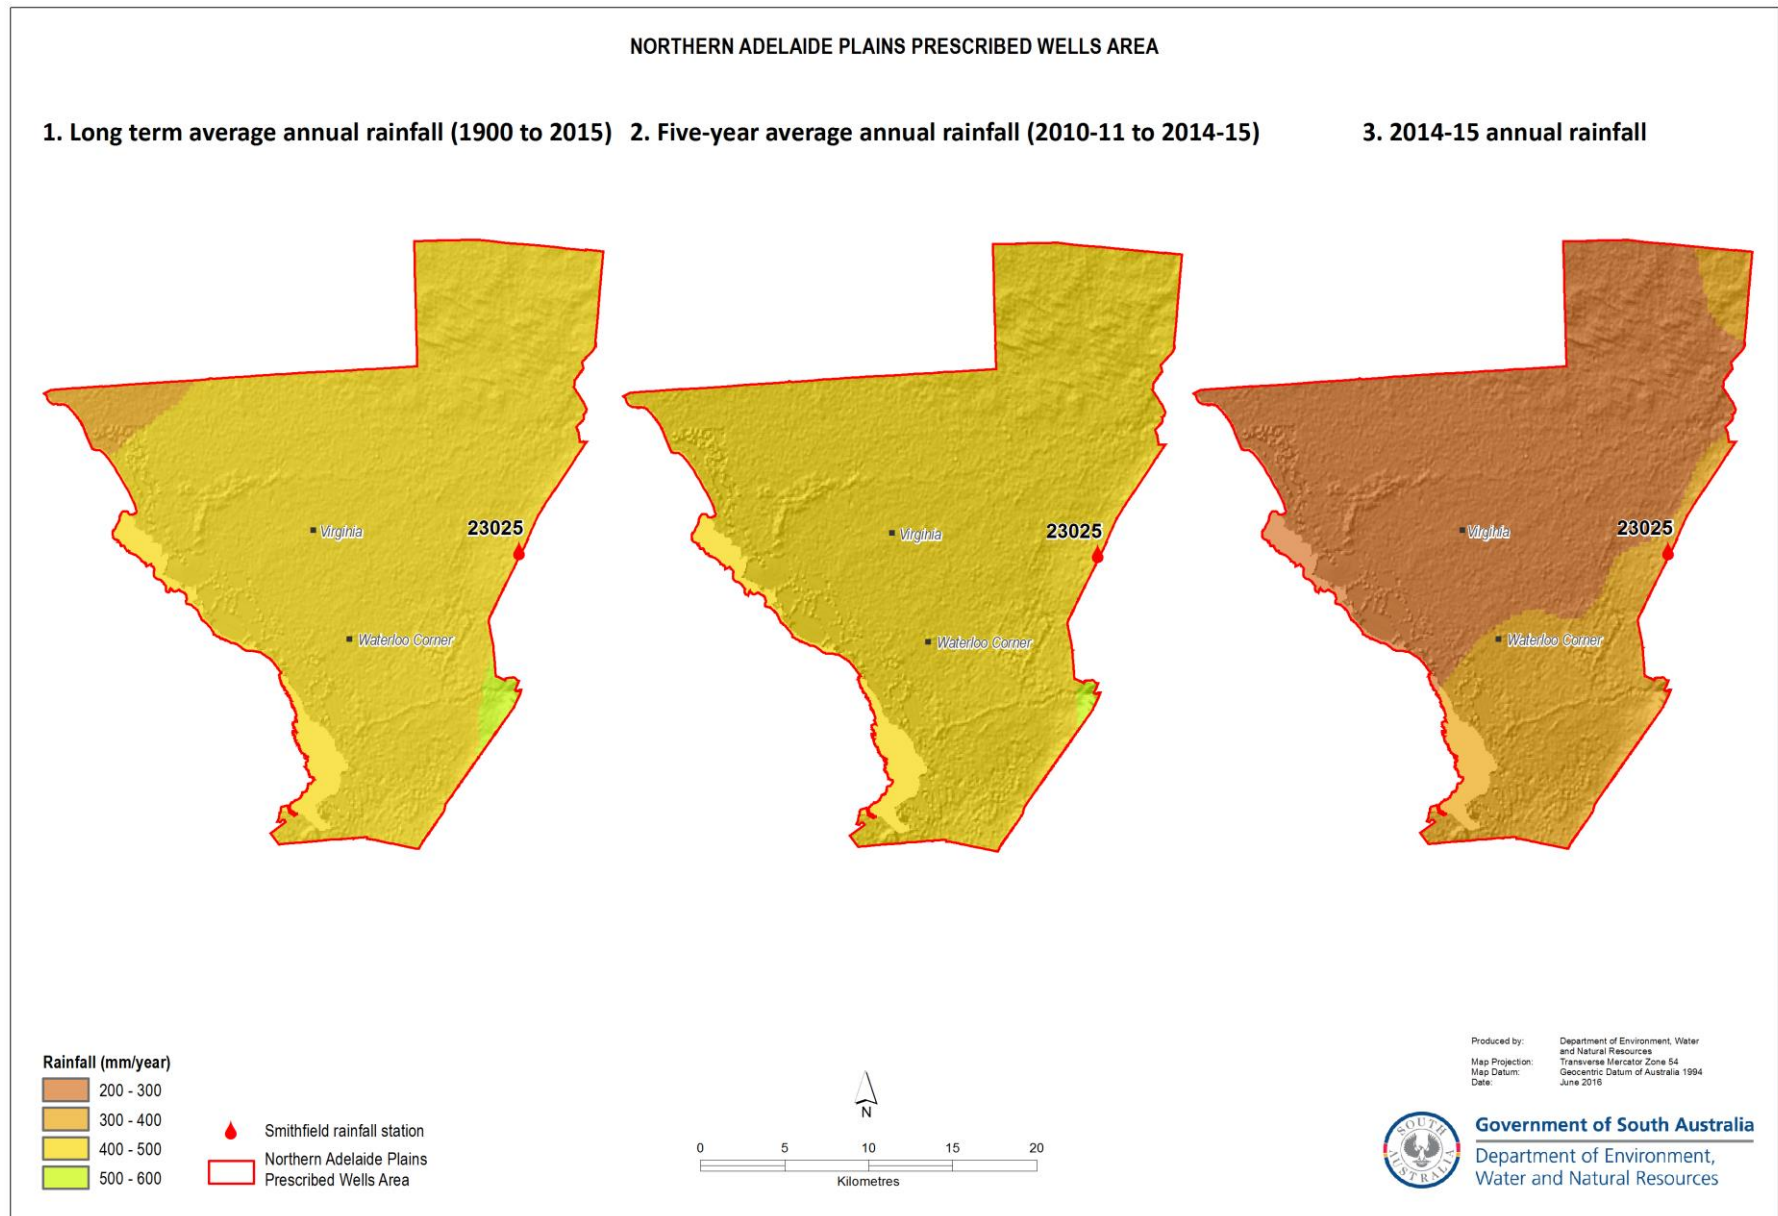 NORTHERN ADELAIDE PLAINS PRESCRIBED WELLS AREA
1. Long term average annual rainfall (1900 to 2015)
2. Five-year average annual rainfall (2010-11 to 2014-15)
3. 2014-15 annual rainfall
Virginia
23025
Waterloo Corner
Virginia
23025
Waterloo Corner
Virginia
23025
Waterloo Corner
Rainfall (mm/year)
200 - 300
300 - 400
400 - 500
500 - 600
Smithfield rainfall station
Northern Adelaide Plains
Prescribed Wells Area
N
0 5 10 15 20
Kilometres
Produced by: Department of Environment, Water
and Natural Resources
Map Projection: Transverse Mercator Zone 54
Map Datum: Geocentric Datum of Australia 1994
Date: June 2016
SOUTH
AUSTRALIA
Government of South Australia
Department of Environment,
Water and Natural Resources